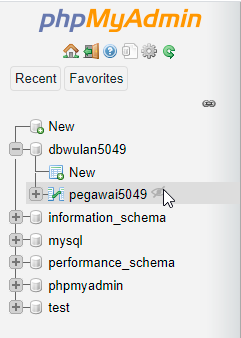 phpMyAdmin
Recent Favorites
New
dbwulan5049
New
pegawai5049
information_schema
mysql
performance_schema
phpmyadmin
test